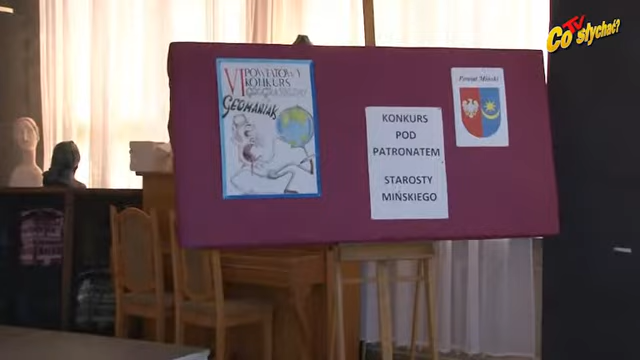 TV
Co słychać?
VI POWIATOWY
KONKURS
GEOGRAFICZNY
GEOMANIAK
KONKURS
POD
PATRONATEM
STAROSTY
MIŃSKIEGO
Powiat Miński